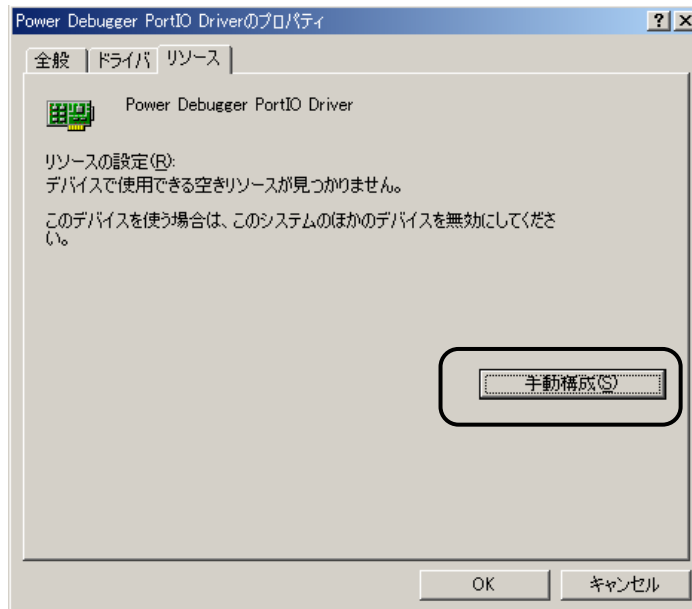 Power Debugger PortIO Driverのプロパティ
全般 ドライバ リソース
Power Debugger PortIO Driver
リソースの設定(R):
デバイスで使用できる空きリソースが見つかりません。
このデバイスを使う場合は、このシステムのほかのデバイスを無効にしてくださ
い。
手動構成(S)
OK キャンセル